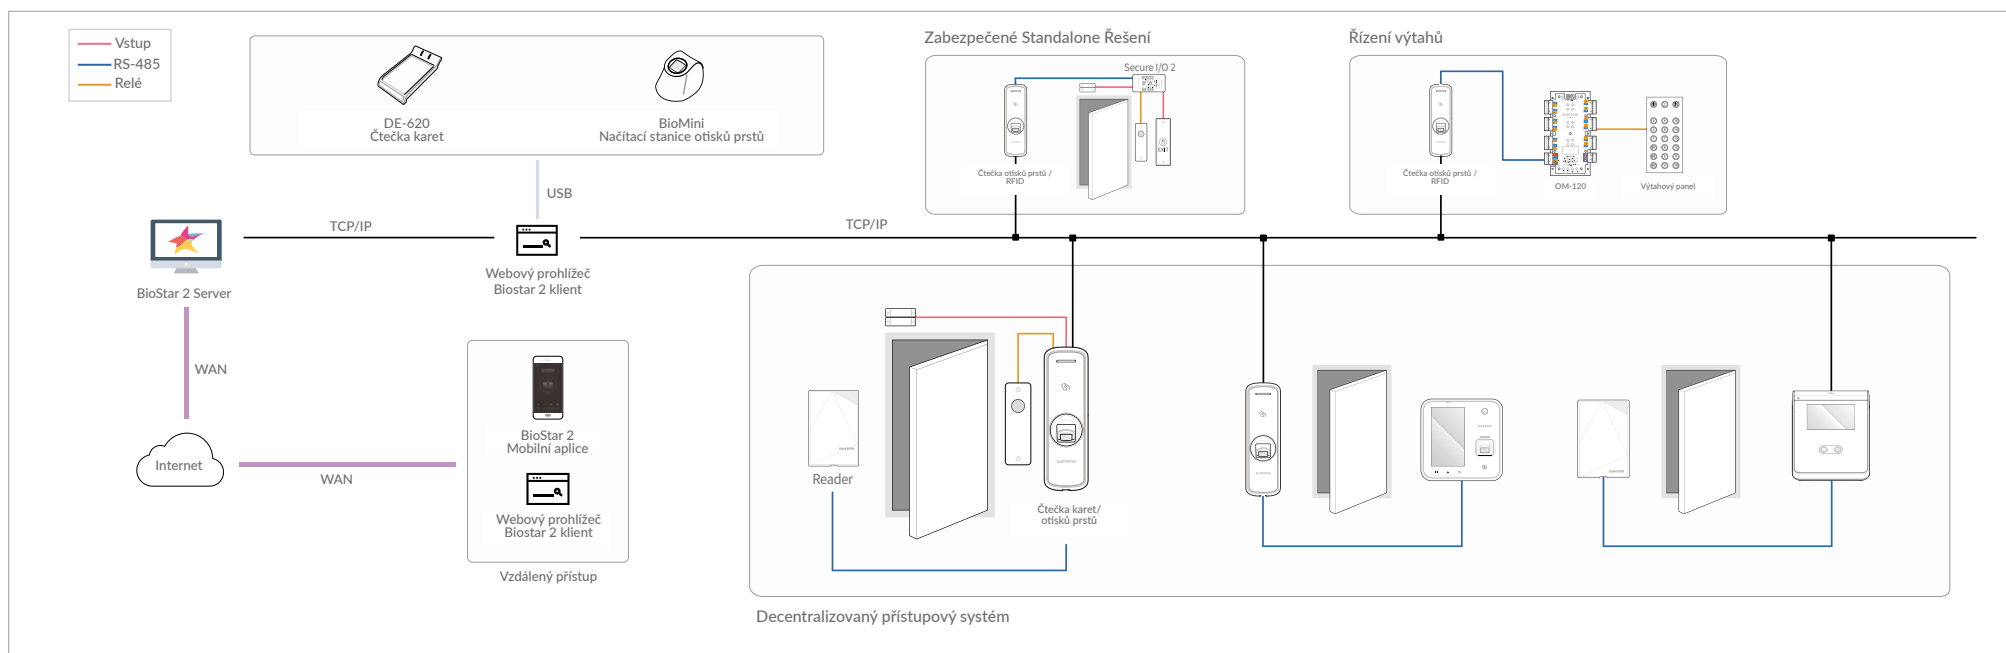 Vstup
RS-485
Relé
DE-620
Čtečka karet
BioMini
Načítací stanice otisků prstů
USB
TCP/IP
TCP/IP
BioStar 2 Server
Webový prohlížeč
Biostar 2 klient
WAN
Internet
WAN
BioStar 2
Mobilní aplice
Webový prohlížeč
Biostar 2 klient
Vzdálený přístup
Zabezpečené Standalone Řešení
Secure I/O 2
EXIT
Čtečka otisků prstů /
RFID
Řízení výtahů
Čtečka otisků prstů /
RFID
OM-120
Výtahový panel
Reader
Čtečka karet/
otisků prstů
Decentralizovaný přístupový systém